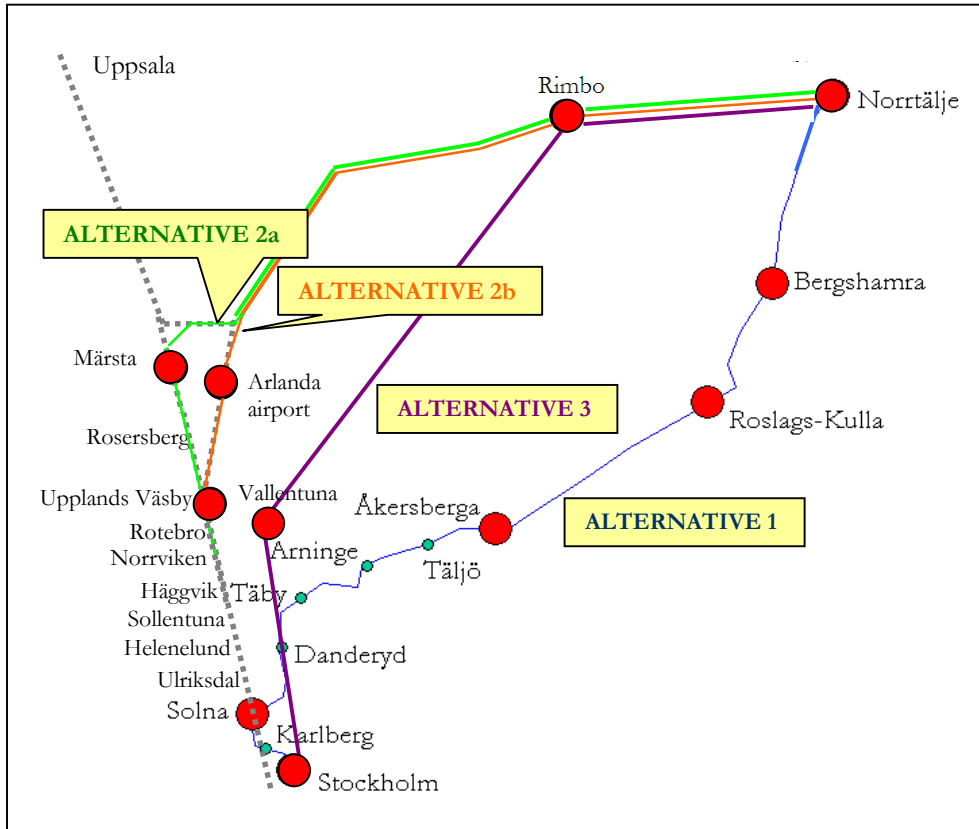 Uppsala
Rimbo
Norrtälje
ALTERNATIVE 2a
ALTERNATIVE 2b
Bergshamra
Märsta
Arlanda
airport
ALTERNATIVE 3
Roslags-Kulla
Rosersberg
Upplands Väsby
Vallentuna
Åkersberga
ALTERNATIVE 1
Rotebro
Norrviken
Arninge
Täljö
Häggvik
Täby
Sollentuna
Helenelund
Danderyd
Ulriksdal
Solna
Karlberg
Stockholm